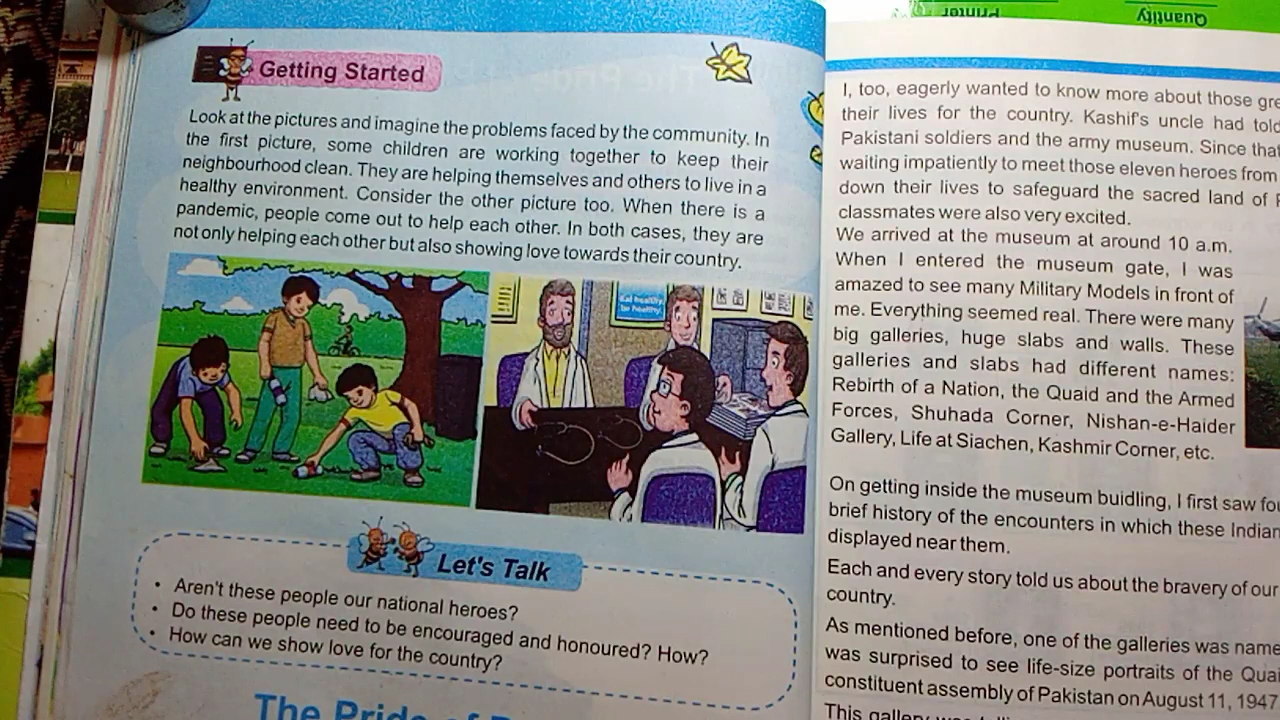 Getting Started
Look at the pictures and imagine the problems faced by the community. In
the first picture, some children are working together to keep their
neighbourhood clean. They are helping themselves and others to live in a
healthy environment. Consider the other picture too. When there is a
pandemic, people come out to help each other. In both cases, they are
not only helping each other but also showing love towards their country.
Let's Talk
• Aren't these people our national heroes?
• Do these people need to be encouraged and honoured? How?
• How can we show love for the country?
The Pride of
Printer
Quantity
I, too, eagerly wanted to know more about those
their lives for the country. Kashif's uncle had
Pakistani soldiers and the army museum. Since that
waiting impatiently to meet those eleven heroes from
down their lives to safeguard the sacred land of
classmates were also very excited.
We arrived at the museum at around 10 a.m.
When I entered the museum gate, I was
amazed to see many Military Models in front of
me. Everything seemed real. There were many
big galleries, huge slabs and walls. These
galleries and slabs had different names:
Rebirth of a Nation, the Quaid and the Armed
Forces, Shuhada Corner, Nishan-e-Haider
Gallery, Life at Siachen, Kashmir Corner, etc.
On getting inside the museum buidling, I first saw
brief history of the encounters in which these Indian
displayed near them.
Each and every story told us about the bravery of our
country.
As mentioned before, one of the galleries was
was surprised to see life-size portraits of the
constituent assembly of Pakistan on August 11, 1947
This gallery was